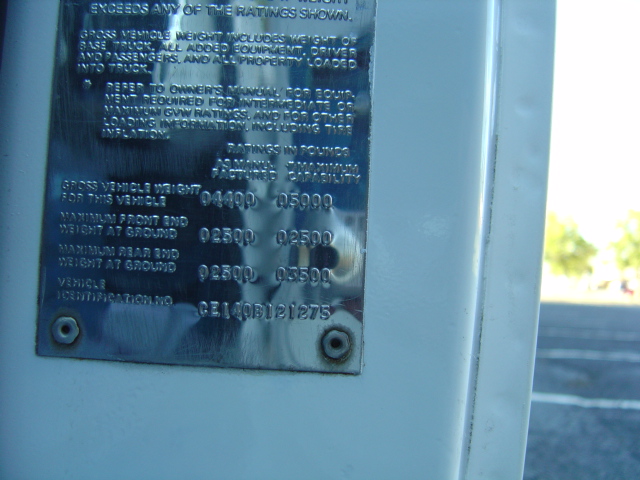 EXCEEDS ANY OF THE RATINGS SHOWN.
GROSS VEHICLE WEIGHT INCLUDES WEIGHT OF
BASE TRUCK, ALL ADDED EQUIPMENT, DRIVER
AND PASSENGERS, AND ALL PROPERTY LOADED
INTO TRUCK
* REFER TO OWNER'S MANUAL FOR EQUIP
MENT REQUIRED FOR INTERMEDIATE OR
MAXIMUM GVW RATINGS, AND FOR OTHER
LOADING INFORMATION, INCLUDING TIRE
INFLATION
RATINGS IN POUNDS
AS MANU MAXIMUM
FACTURED CAPACITY
GROSS VEHICLE WEIGHT
FOR THIS VEHICLE 04400 05000
MAXIMUM FRONT END
WEIGHT AT GROUND 02500 02500
MAXIMUM REAR END
WEIGHT AT GROUND 02500 03500
VEHICLE
IDENTIFICATION NO CE140B121275